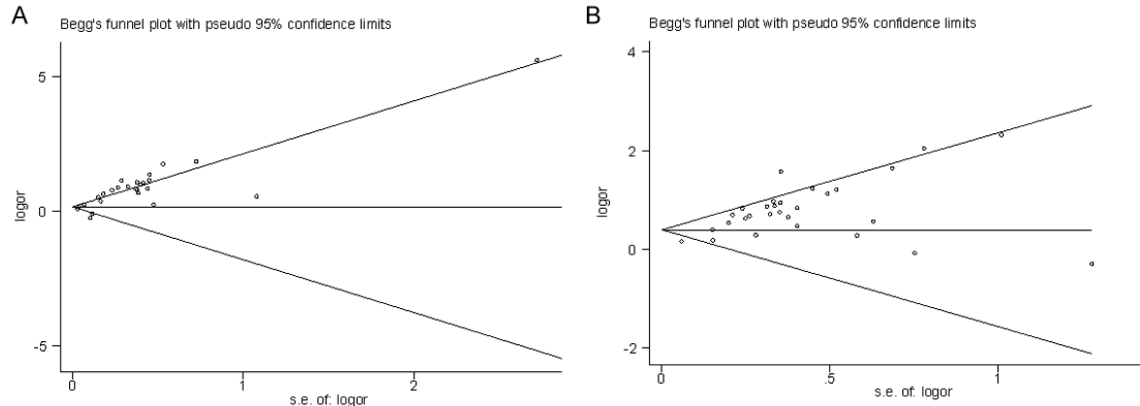 A
Begg's funnel plot with pseudo 95% confidence limits
5
0
-5
logor
0
1
2
s.e. of: logor
B
Begg's funnel plot with pseudo 95% confidence limits
4
2
0
-2
logor
0
.5
1
s.e. of: logor